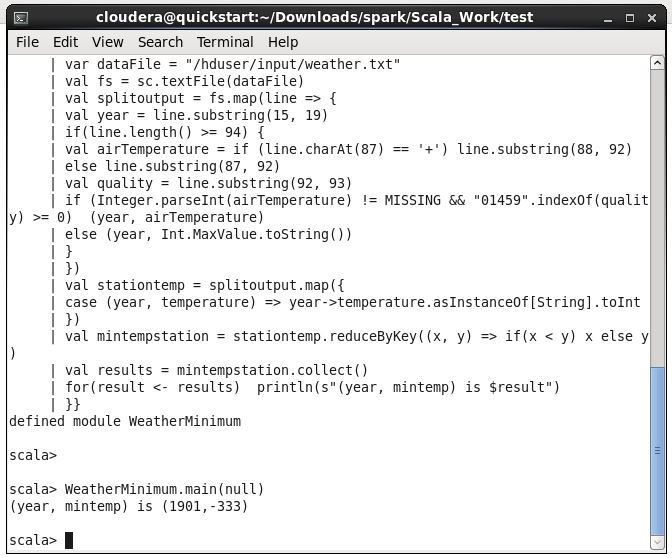 cloudera@quickstart:~/Downloads/spark/Scala_Work/test
File Edit View Search Terminal Help
| var dataFile = "/hduser/input/weather.txt"
| val fs = sc.textFile(dataFile)
| val splitoutput = fs.map(line => {
| val year = line.substring(15, 19)
| if(line.length() >= 94) {
| val airTemperature = if (line.charAt(87) == '+') line.substring(88, 92)
| else line.substring(87, 92)
| val quality = line.substring(92, 93)
| if (Integer.parseInt(airTemperature) != MISSING && "01459".indexOf(qualit
y) >= 0)  (year, airTemperature)
| else (year, Int.MaxValue.toString())
| }
| })
| val stationtemp = splitoutput.map({
| case (year, temperature) => year->temperature.asInstanceOf[String].toInt
| })
| val mintempstation = stationtemp.reduceByKey((x, y) => if(x < y) x else y
)
| val results = mintempstation.collect()
| for(result <- results)  println(s"(year, mintemp) is $result")
| }}
defined module WeatherMinimum
scala>
scala> WeatherMinimum.main(null)
(year, mintemp) is (1901,-333)
scala>